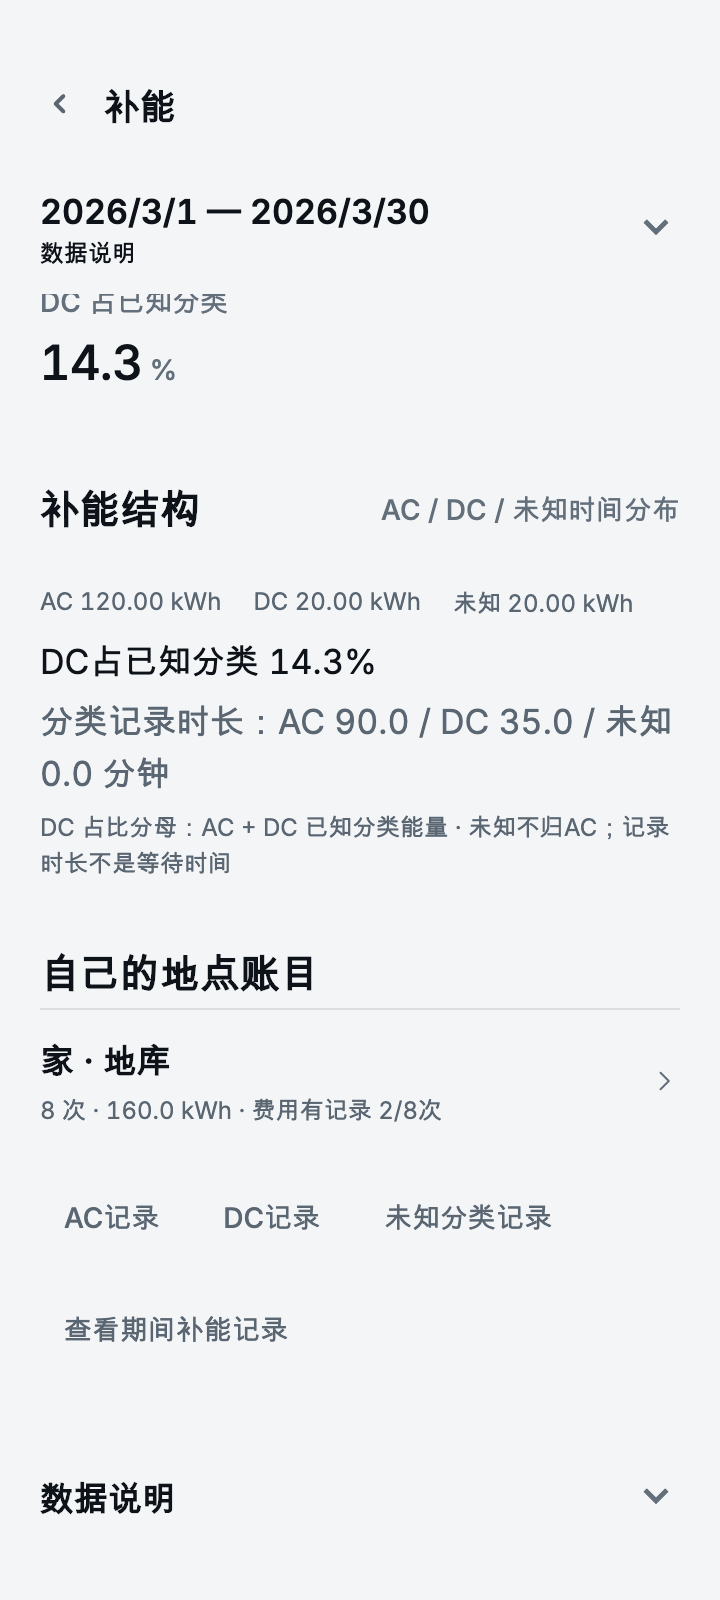 补能
2026/3/1 — 2026/3/30
数据说明
DC 占已知分类
14.3 %
补能结构
AC / DC / 未知时间分布
AC 120.00 kWh DC 20.00 kWh 未知 20.00 kWh
DC占已知分类 14.3%
分类记录时长：AC 90.0 / DC 35.0 / 未知
0.0 分钟
DC 占比分母：AC + DC 已知分类能量 · 未知不归AC；记录
时长不是等待时间
自己的地点账目
家 · 地库
8 次 · 160.0 kWh · 费用有记录 2/8次
AC记录 DC记录 未知分类记录
查看期间补能记录
数据说明